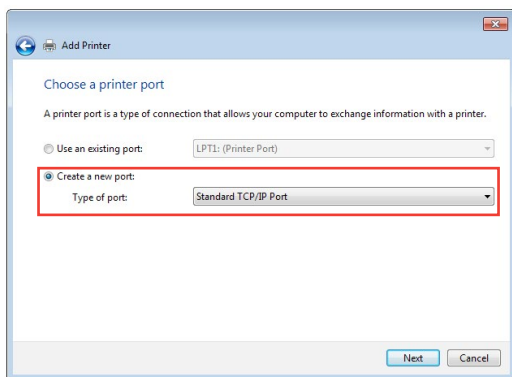 Add Printer
Choose a printer port
A printer port is a type of connection that allows your computer to exchange information with a printer.
Use an existing port: LPT1: (Printer Port)
Create a new port:
Type of port: Standard TCP/IP Port
Next Cancel